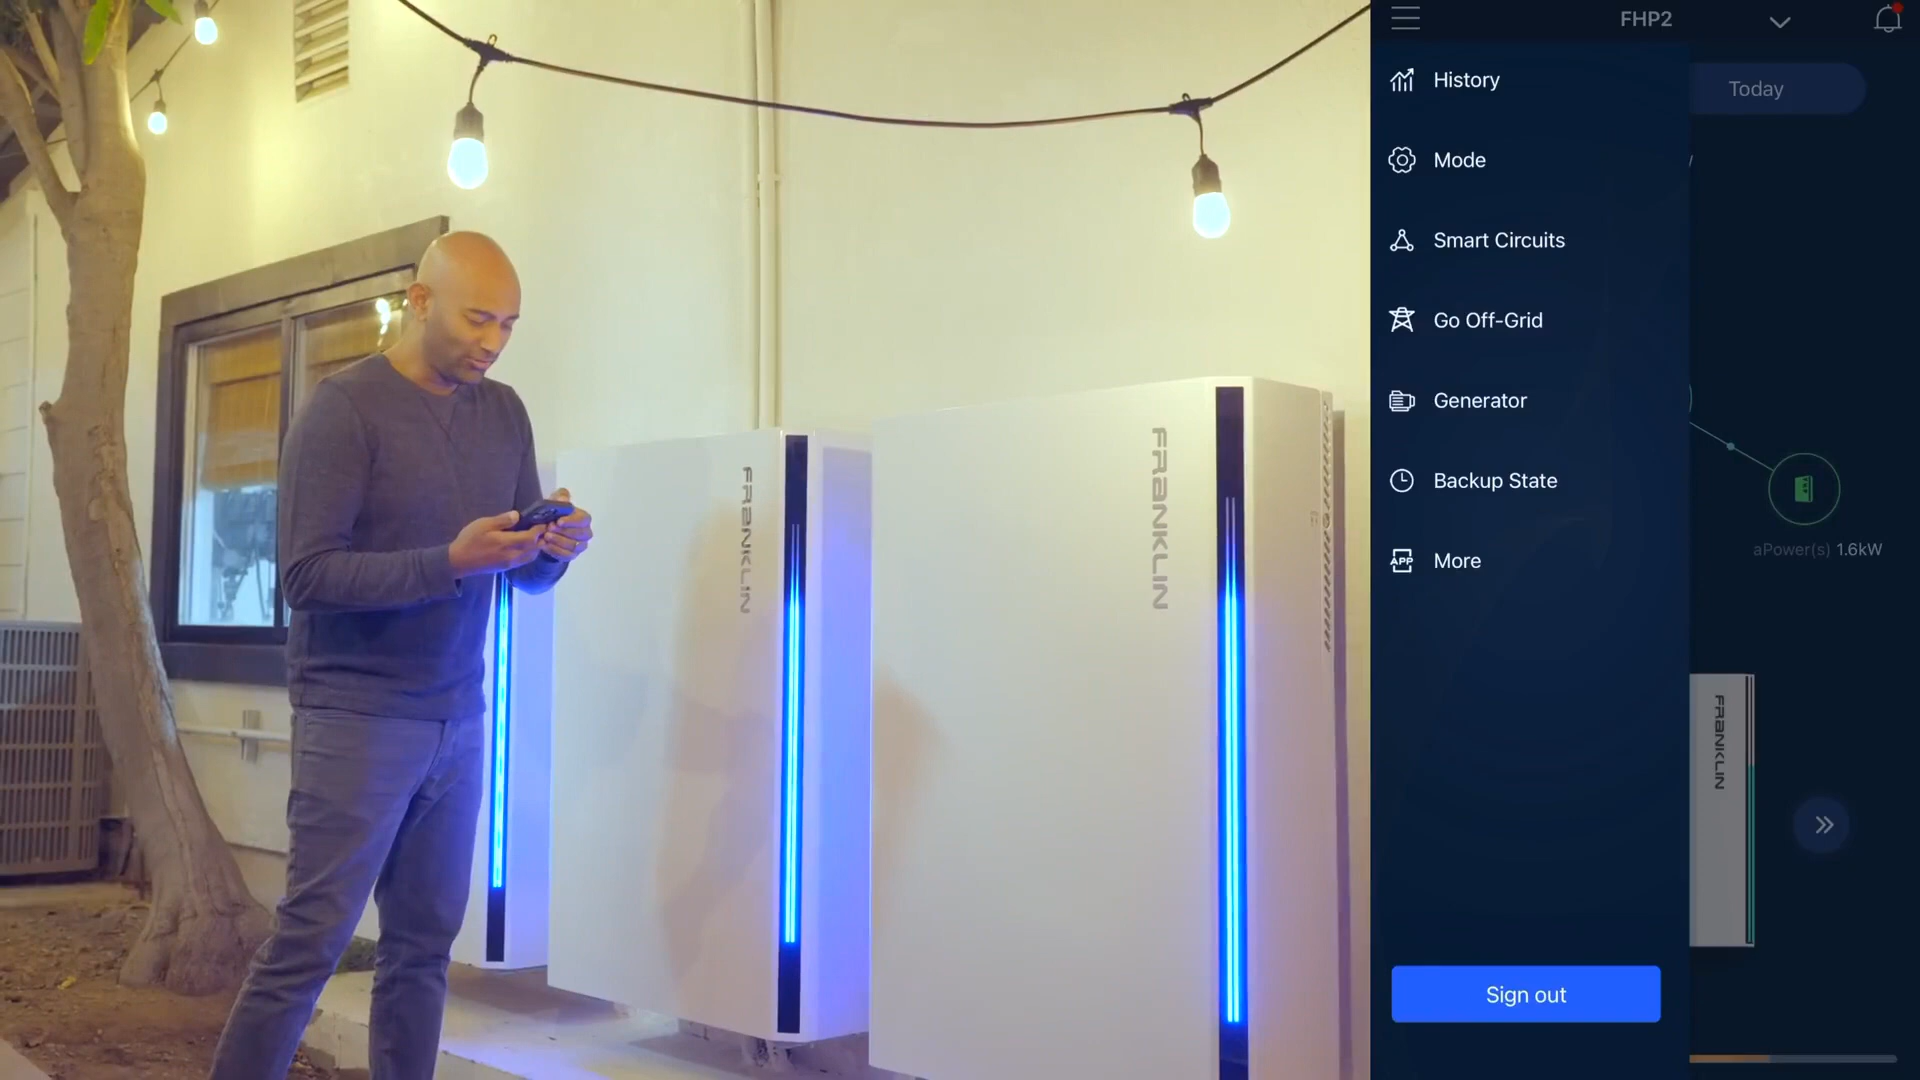 FRANKLIN
FRANKLIN
FHP2
Today
History
Mode
Smart Circuits
Go Off-Grid
Generator
Backup State
APP
More
aPower(s) 1.6kW
FRANKLIN
Sign out